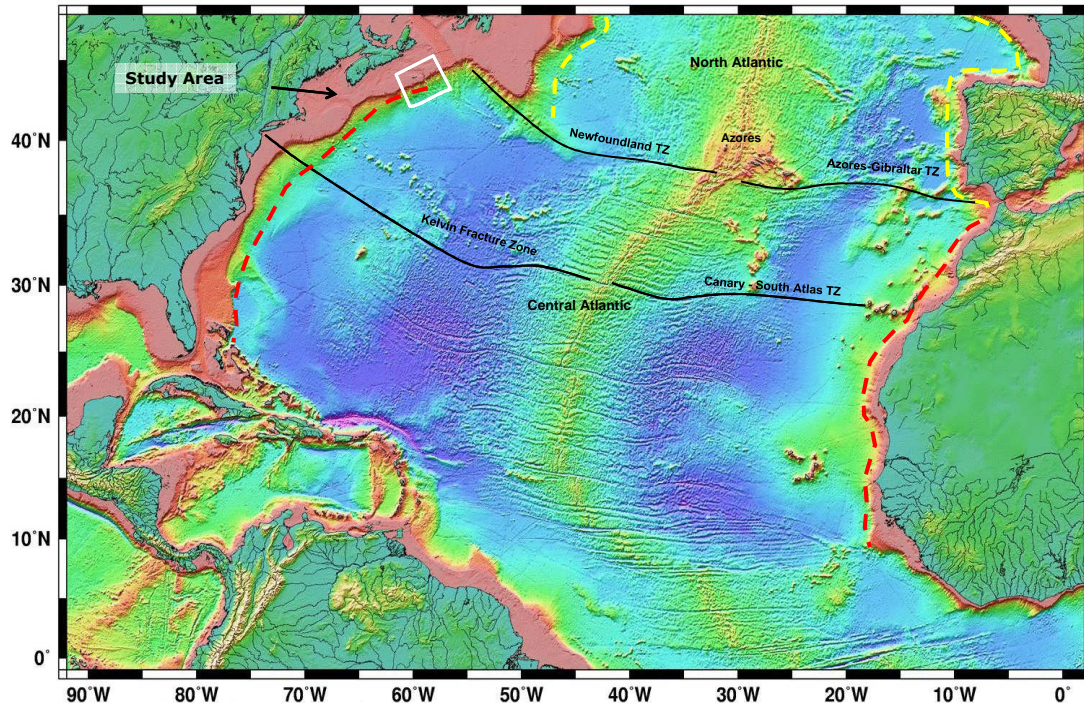 North Atlantic
Study Area
Azores
40°N
Newfoundland TZ
Azores-Gibraltar TZ
Kelvin Fracture Zone
30°N
Canary - South Atlas TZ
Central Atlantic
20°N
10°N
0°
90°W 80°W 70°W 60°W 50°W 40°W 30°W 20°W 10°W 0°